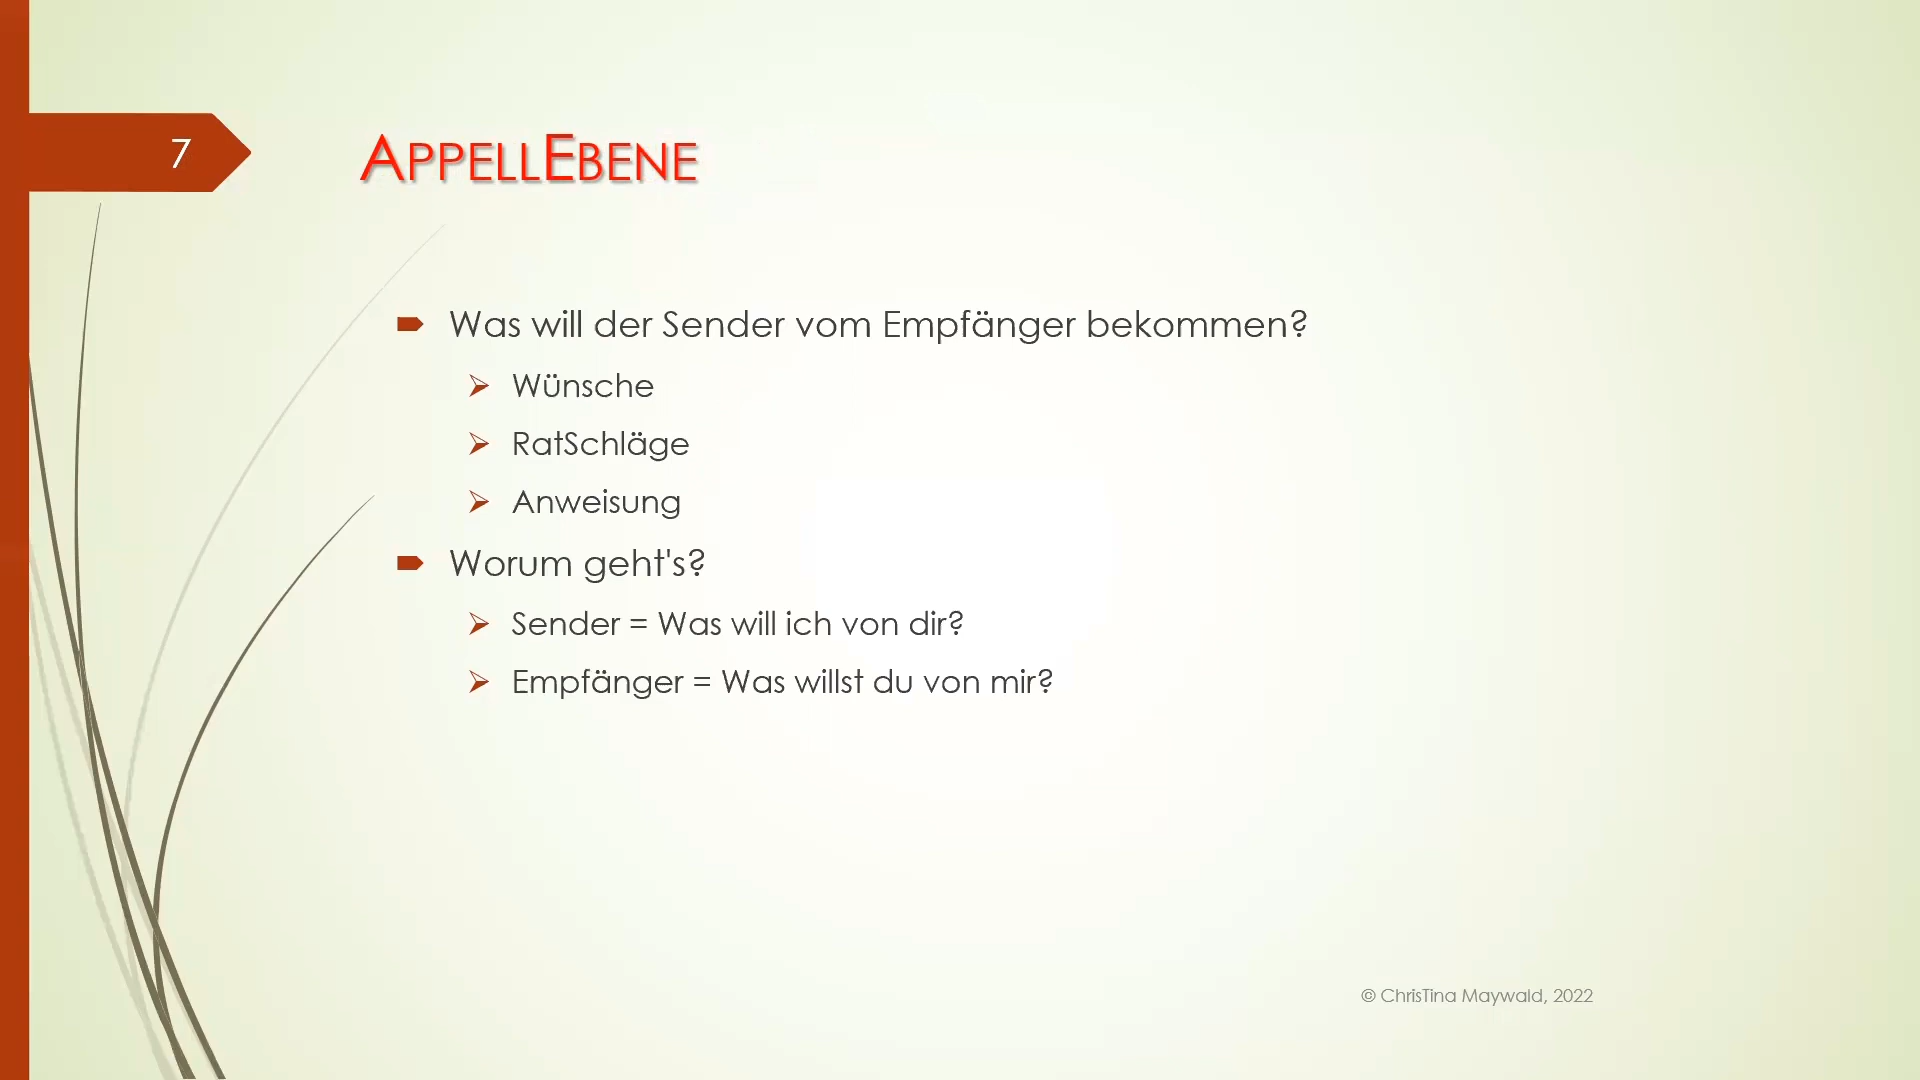 7
AppellEbene
Was will der Sender vom Empfänger bekommen?
Wünsche
RatSchläge
Anweisung
Worum geht's?
Sender = Was will ich von dir?
Empfänger = Was willst du von mir?
© ChrisTina Maywald, 2022